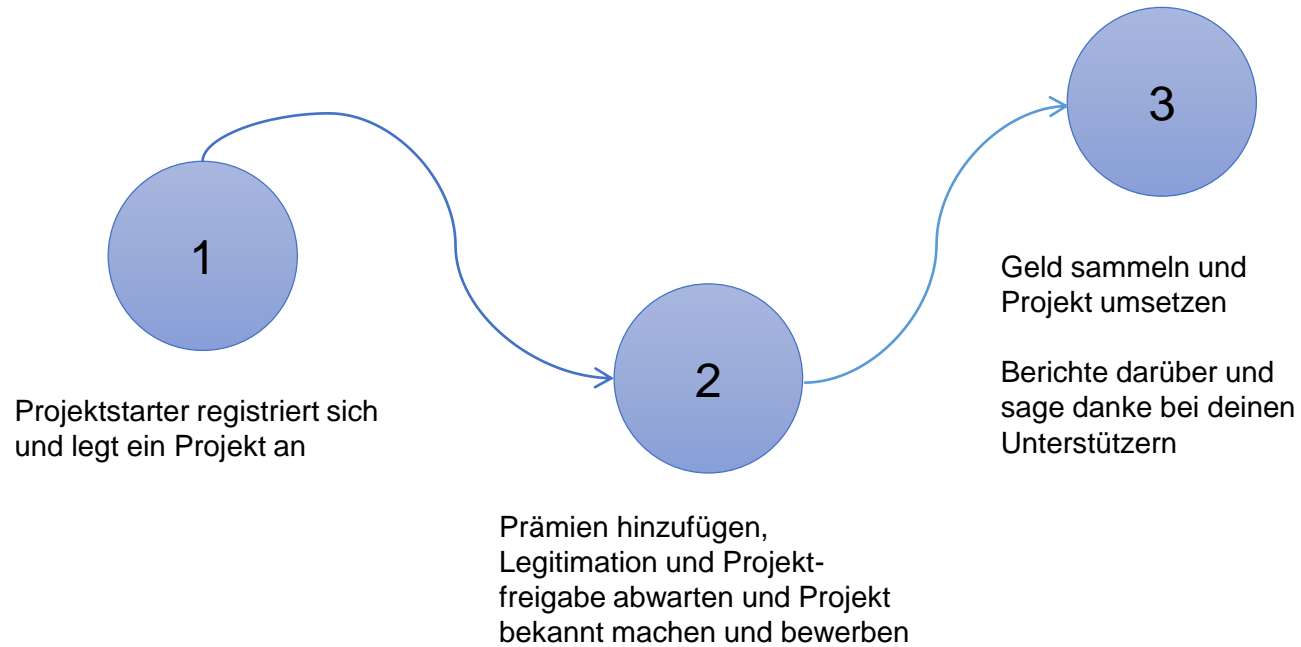 1
Projektstarter registriert sich
und legt ein Projekt an
2
Prämien hinzufügen,
Legitimation und Projekt-
freigabe abwarten und Projekt
bekannt machen und bewerben
3
Geld sammeln und
Projekt umsetzen
Berichte darüber und
sage danke bei deinen
Unterstützern